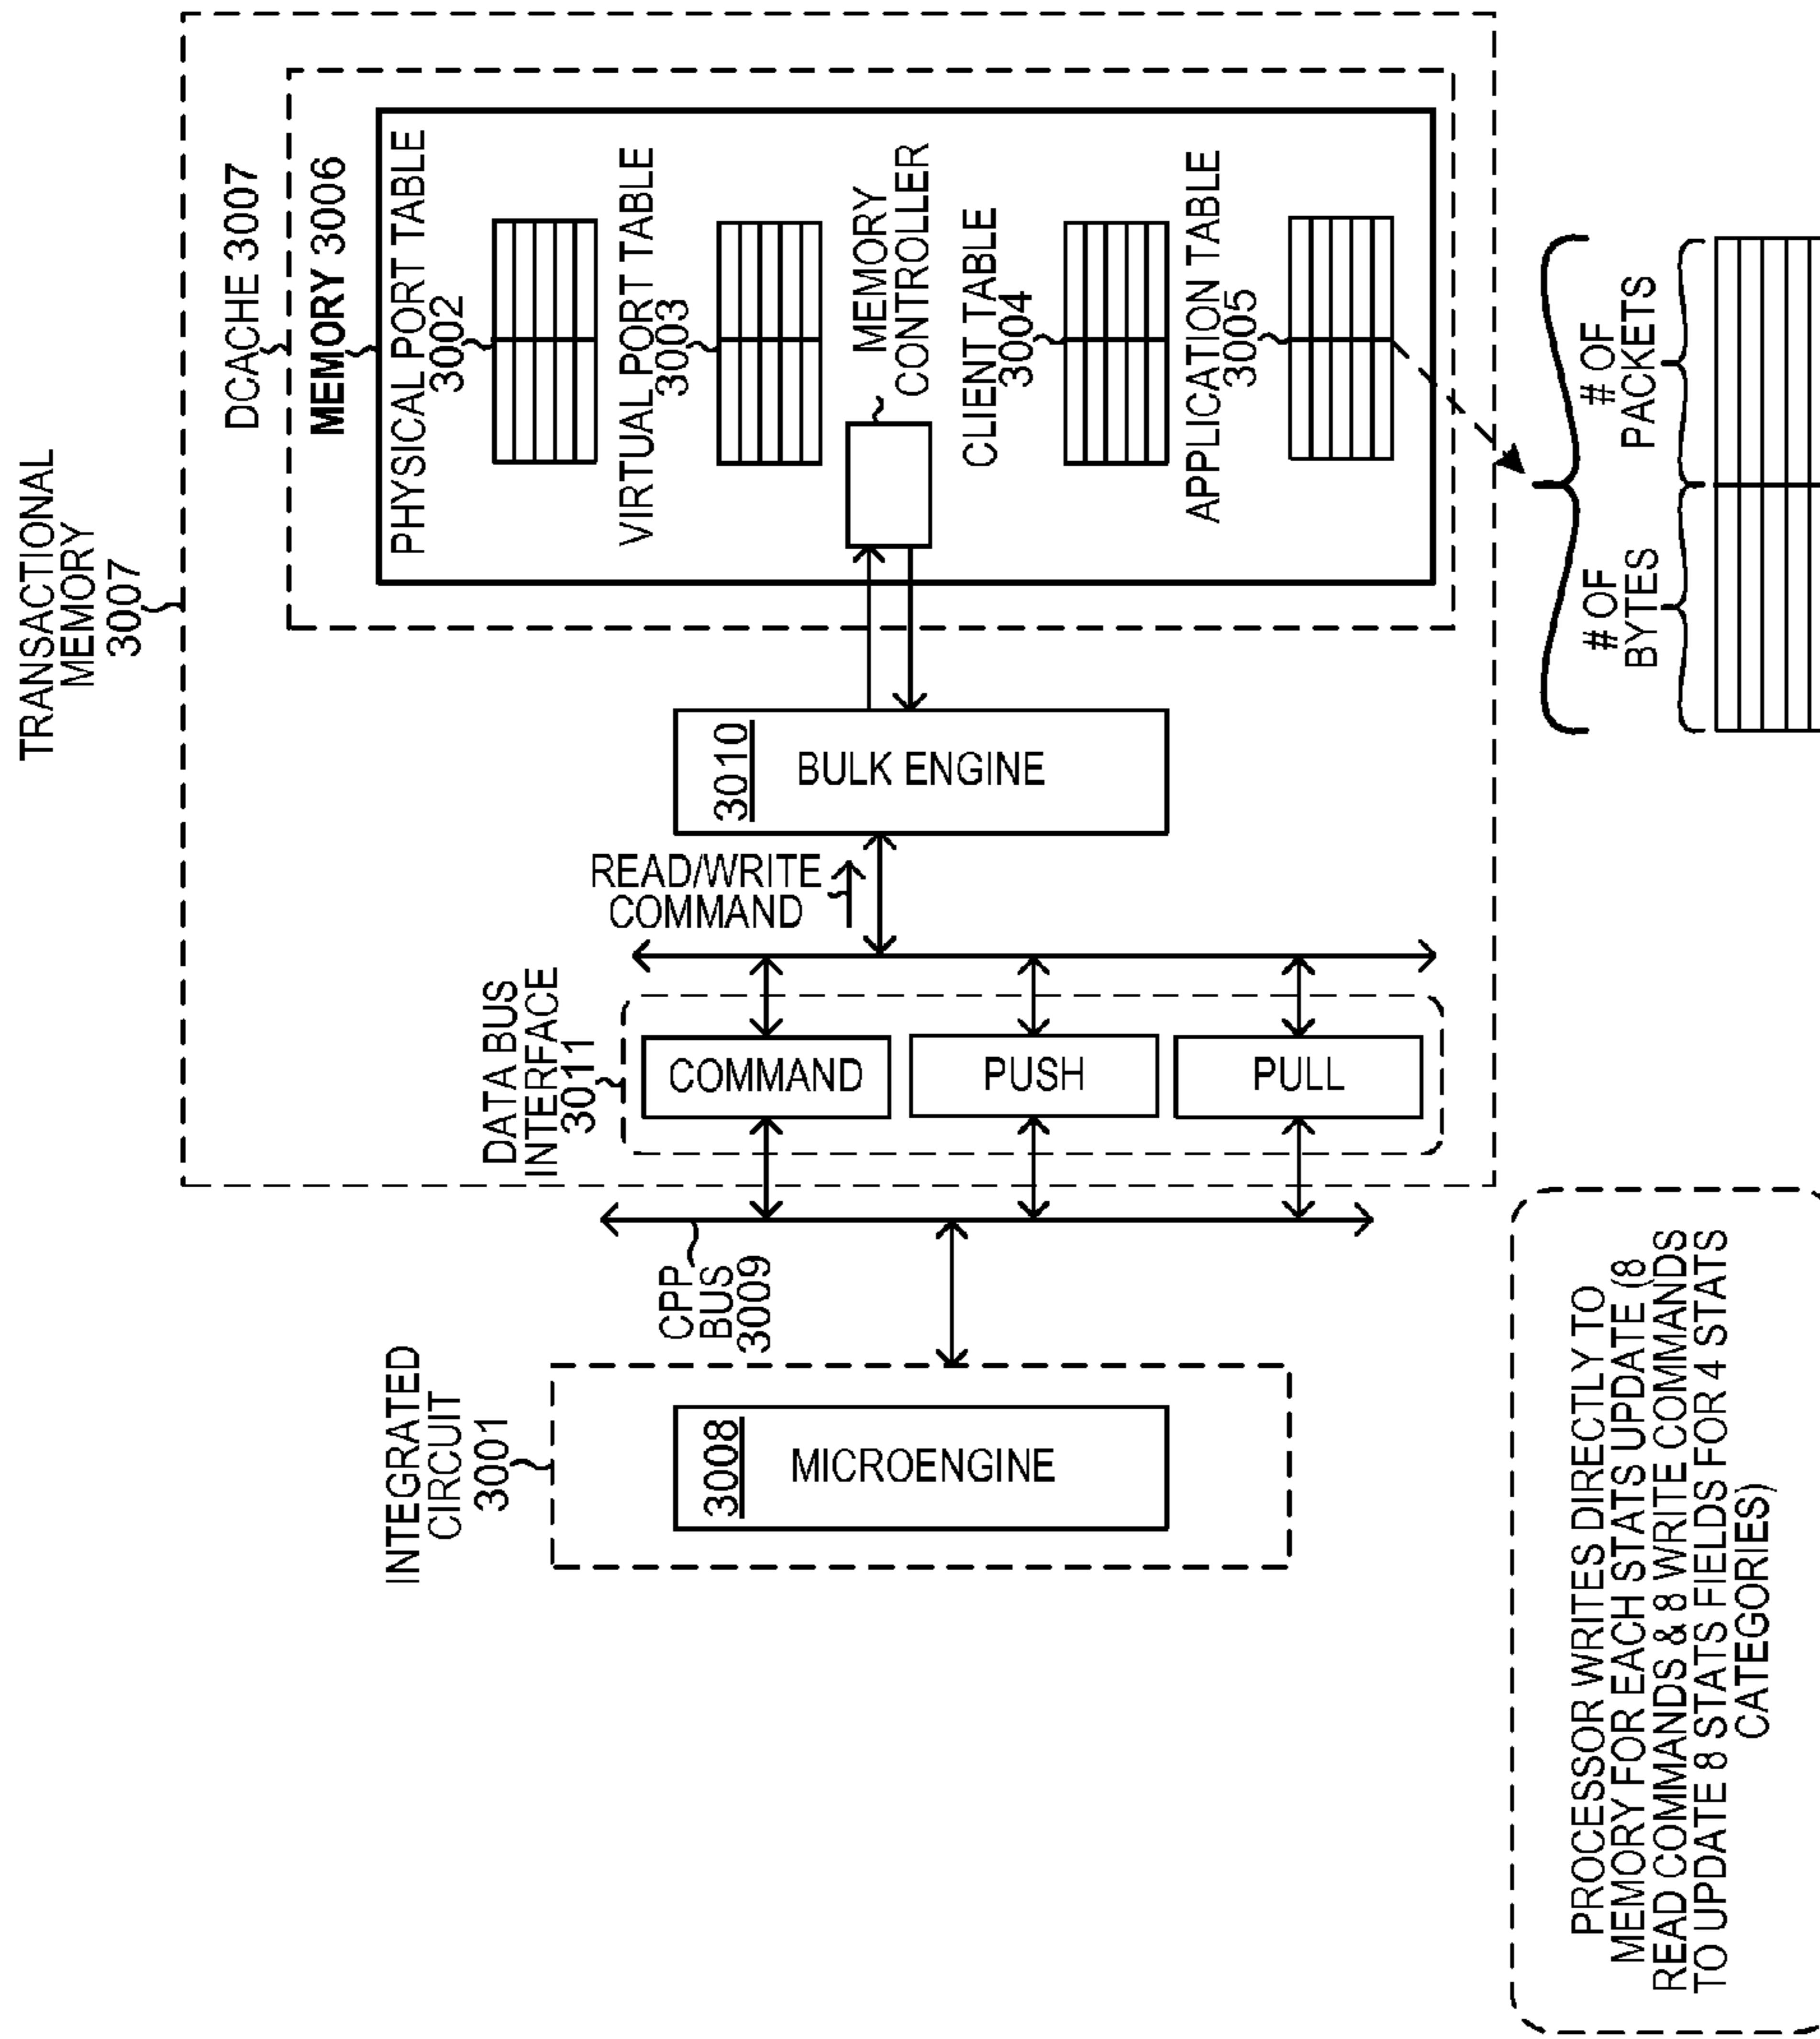 TRANSACTIONAL
MEMORY
3007
DCACHE 3007
MEMORY 3006
PHYSICAL PORT TABLE
3002
VIRTUAL PORT TABLE
3003
MEMORY
CONTROLLER
CLIENT TABLE
3004
APPLICATION TABLE
3005
3010
BULK ENGINE
READ/WRITE
COMMAND
DATA BUS
INTERFACE
3011
COMMAND
PUSH
PULL
CPP
BUS
3009
INTEGRATED
CIRCUIT
3001
3008
MICROENGINE
# OF
BYTES
# OF
PACKETS
PROCESSOR WRITES DIRECTLY TO
MEMORY FOR EACH STATS UPDATE (8
READ COMMANDS & 8 WRITE COMMANDS
TO UPDATE 8 STATS FIELDS FOR 4 STATS
CATEGORIES)